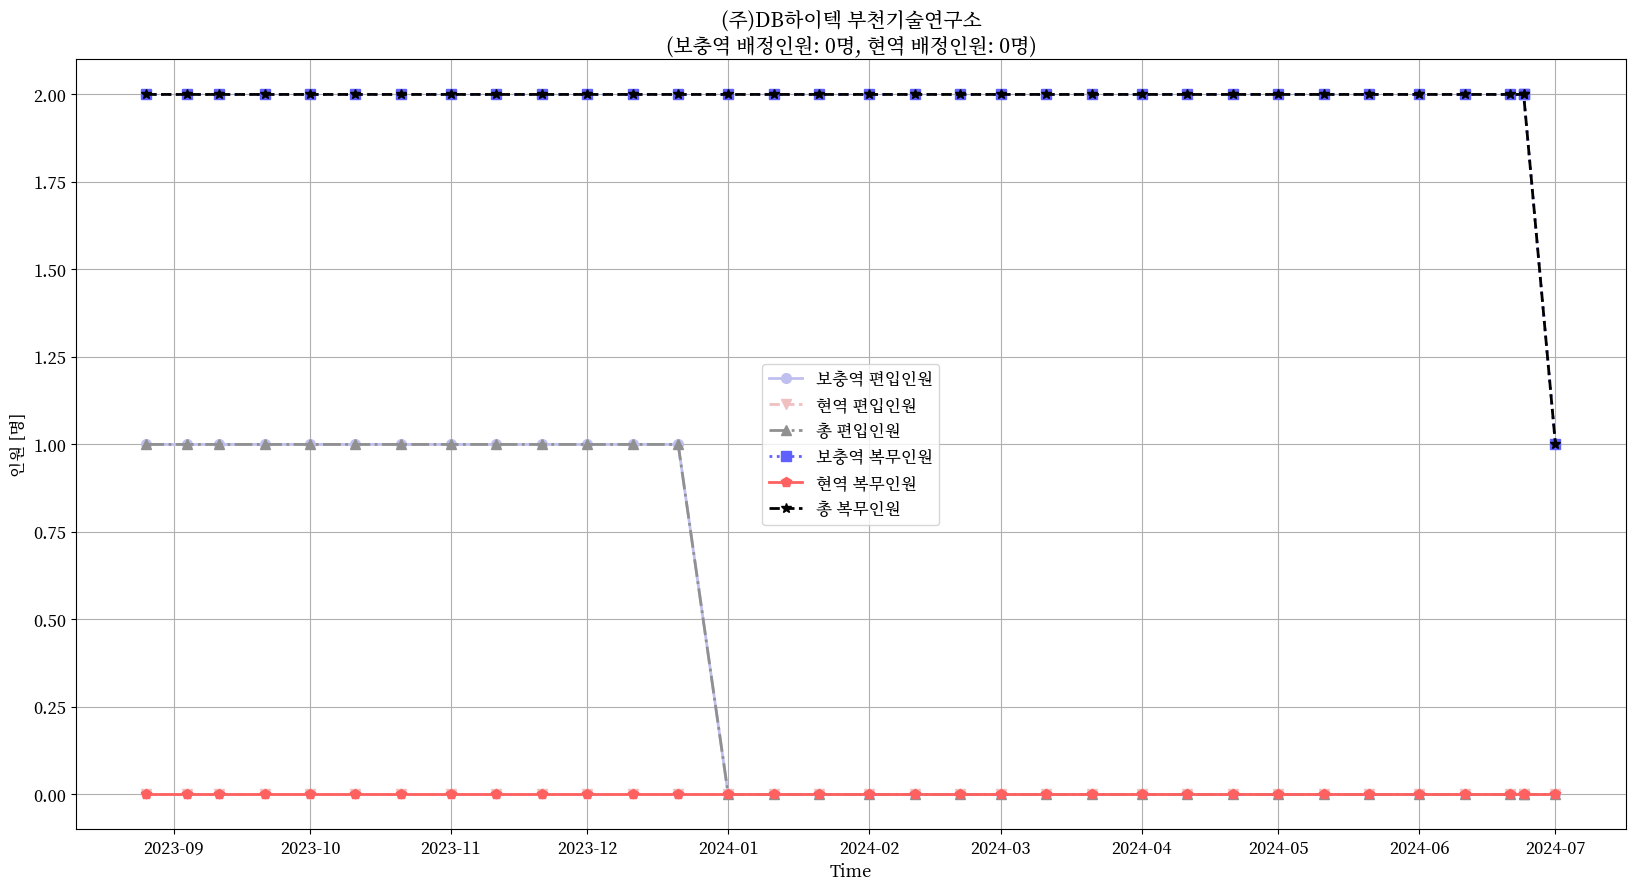 (주)DB하이텍 부천기술연구소
(보충역 배정인원: 0명, 현역 배정인원: 0명)
인원 [명]
2.00
1.75
1.50
1.25
1.00
0.75
0.50
0.25
0.00
보충역 편입인원
현역 편입인원
총 편입인원
보충역 복무인원
현역 복무인원
총 복무인원
2023-09 2023-10 2023-11 2023-12 2024-01 2024-02 2024-03 2024-04 2024-05 2024-06 2024-07
Time